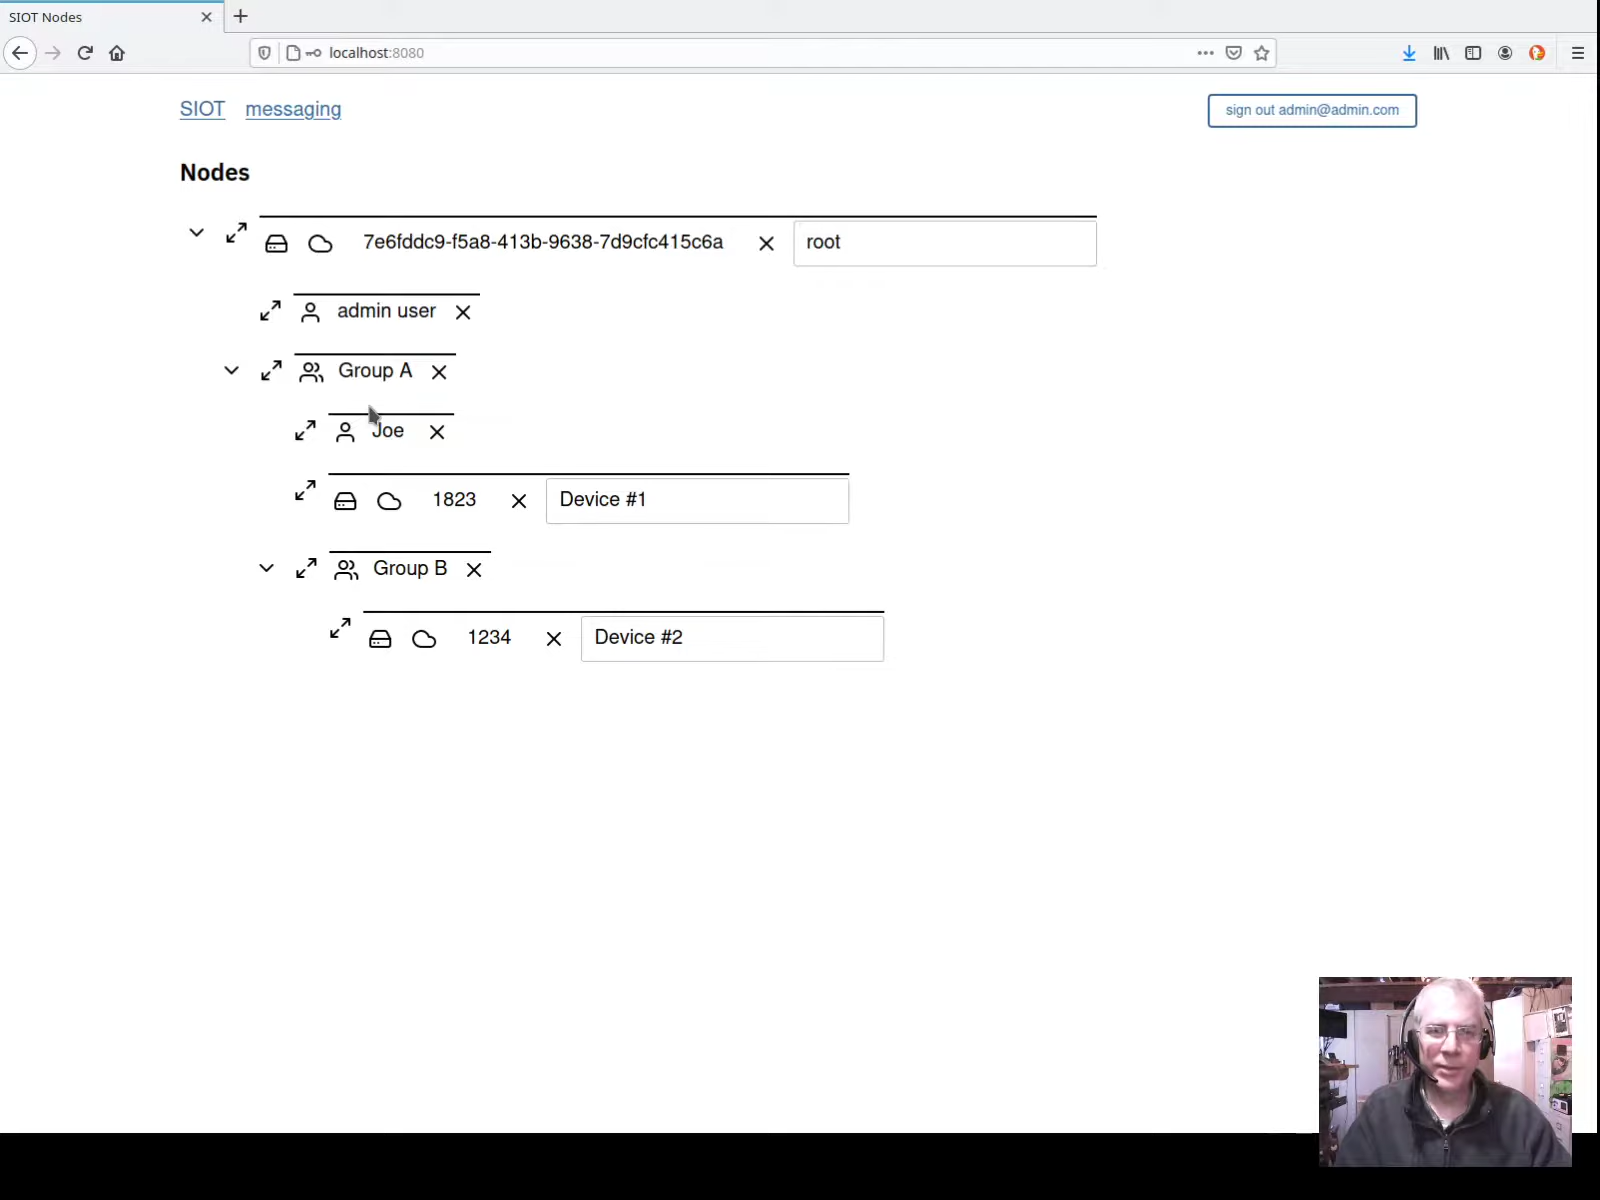 SIOT Nodes
localhost:8080
SIOT messaging
sign out admin@admin.com
Nodes
7e6fddc9-f5a8-413b-9638-7d9cfc415c6a root
admin user
Group A
Joe
1823 Device #1
Group B
1234 Device #2